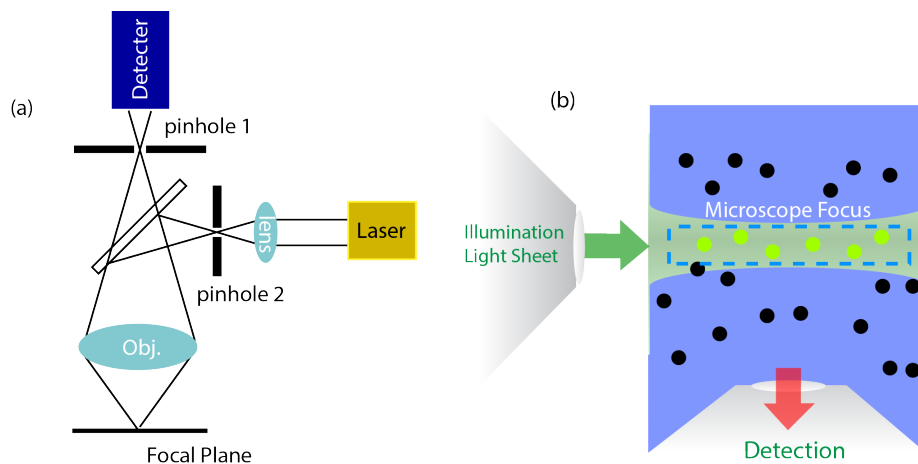 (a)
Detecter
pinhole 1
lens
Laser
pinhole 2
Obj.
Focal Plane
(b)
Microscope Focus
Illumination
Light Sheet
Detection